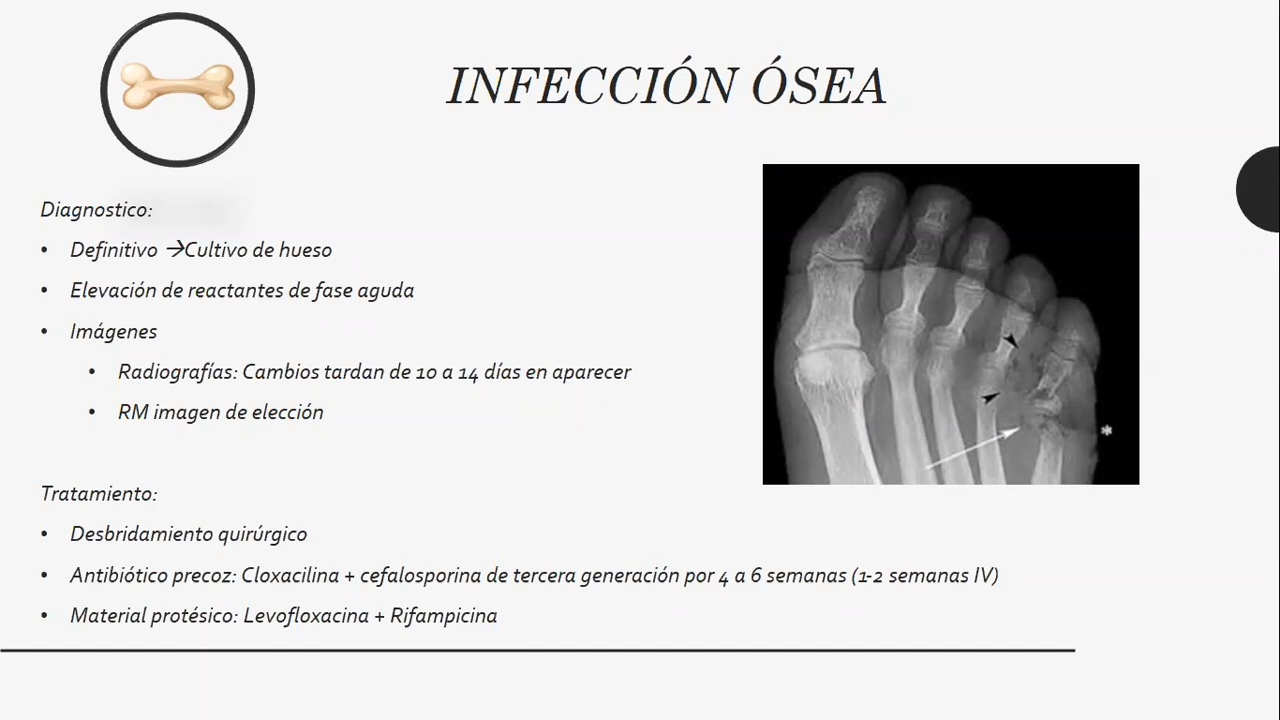 INFECCIÓN ÓSEA
Diagnostico:
• Definitivo →Cultivo de hueso
• Elevación de reactantes de fase aguda
• Imágenes
• Radiografías: Cambios tardan de 10 a 14 días en aparecer
• RM imagen de elección
Tratamiento:
• Desbridamiento quirúrgico
• Antibiótico precoz: Cloxacilina + cefalosporina de tercera generación por 4 a 6 semanas (1-2 semanas IV)
• Material protésico: Levofloxacina + Rifampicina
*